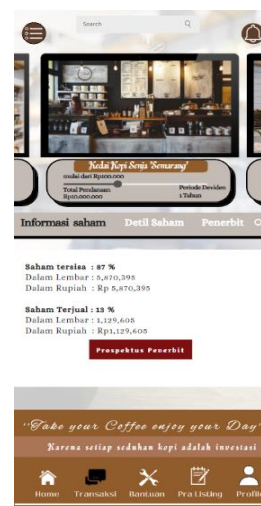 Search
Kedai Kopi Senja 'Semarang'
mulai dari Rp100.000
Total Pendanaan
Rp10.000.000
Periode Deviden
1 Tahun
Informasi saham Detil Saham Penerbit
Saham tersisa : 87 %
Dalam Lembar : 5,870,395
Dalam Rupiah : Rp 5,870,395
Saham Terjual : 13 %
Dalam Lembar : 1,129,605
Dalam Rupiah : Rp1,129,605
Prospektus Penerbit
"Take your Coffee enjoy your Day"
Karena setiap seduhan kopi adalah investasi
Home Transaksi Bantuan Pra Listing Profile